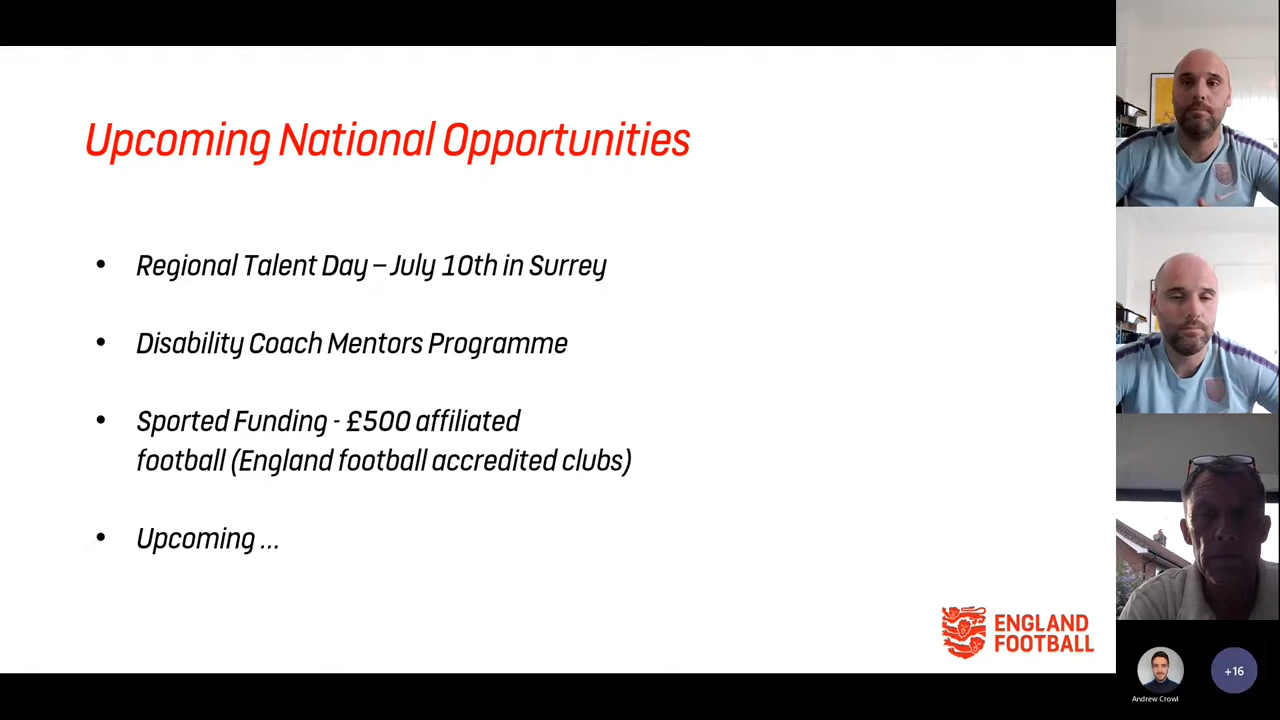 Upcoming National Opportunities
• Regional Talent Day – July 10th in Surrey
• Disability Coach Mentors Programme
• Sported Funding - £500 affiliated
football (England football accredited clubs)
• Upcoming ...
ENGLAND
FOOTBALL
Andrew Crowl
+16